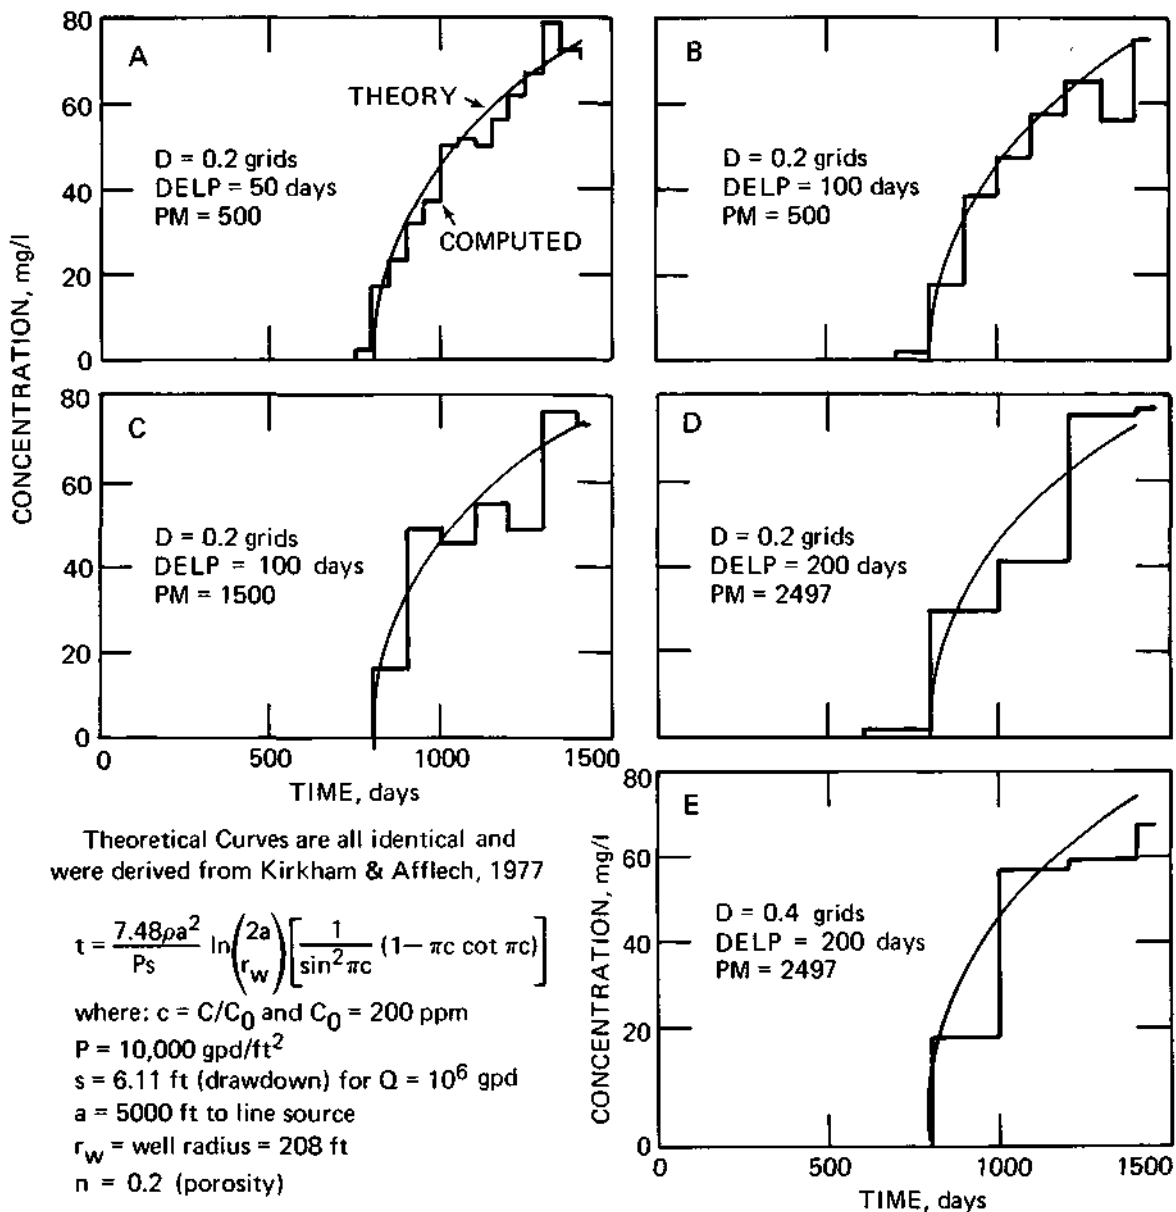 CONCENTRATION, mg/l
80
60
40
20
0
A
THEORY
D = 0.2 grids
DELP = 50 days
PM = 500
COMPUTED
B
D = 0.2 grids
DELP = 100 days
PM = 500
80
60
40
20
0
C
D = 0.2 grids
DELP = 100 days
PM = 1500
0
500
1000
1500
TIME, days
D
D = 0.2 grids
DELP = 200 days
PM = 2497
Theoretical Curves are all identical and
were derived from Kirkham & Afflech, 1977
t = 7.48ρa²/Ps ln(2a/r_w)[1/sin²πc (1– πc cot πc)]
where: c = C/C₀ and C₀ = 200 ppm
P = 10,000 gpd/ft²
s = 6.11 ft (drawdown) for Q = 10⁶ gpd
a = 5000 ft to line source
r_w = well radius = 208 ft
n = 0.2 (porosity)
CONCENTRATION, mg/l
80
60
40
20
0
E
D = 0.4 grids
DELP = 200 days
PM = 2497
0
500
1000
1500
TIME, days